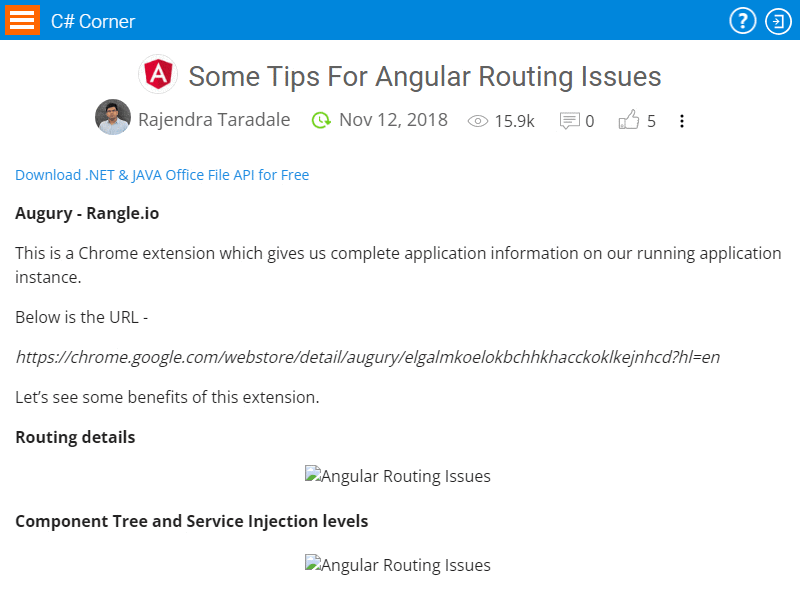 C# Corner
?
A
Some Tips For Angular Routing Issues
Rajendra Taradale Nov 12, 2018 15.9k 0 5
Download .NET & JAVA Office File API for Free
Augury - Rangle.io
This is a Chrome extension which gives us complete application information on our running application
instance.
Below is the URL -
https://chrome.google.com/webstore/detail/augury/elgalmkoelokbchhkhacckoklkejnhcd?hl=en
Let’s see some benefits of this extension.
Routing details
Angular Routing Issues
Component Tree and Service Injection levels
Angular Routing Issues